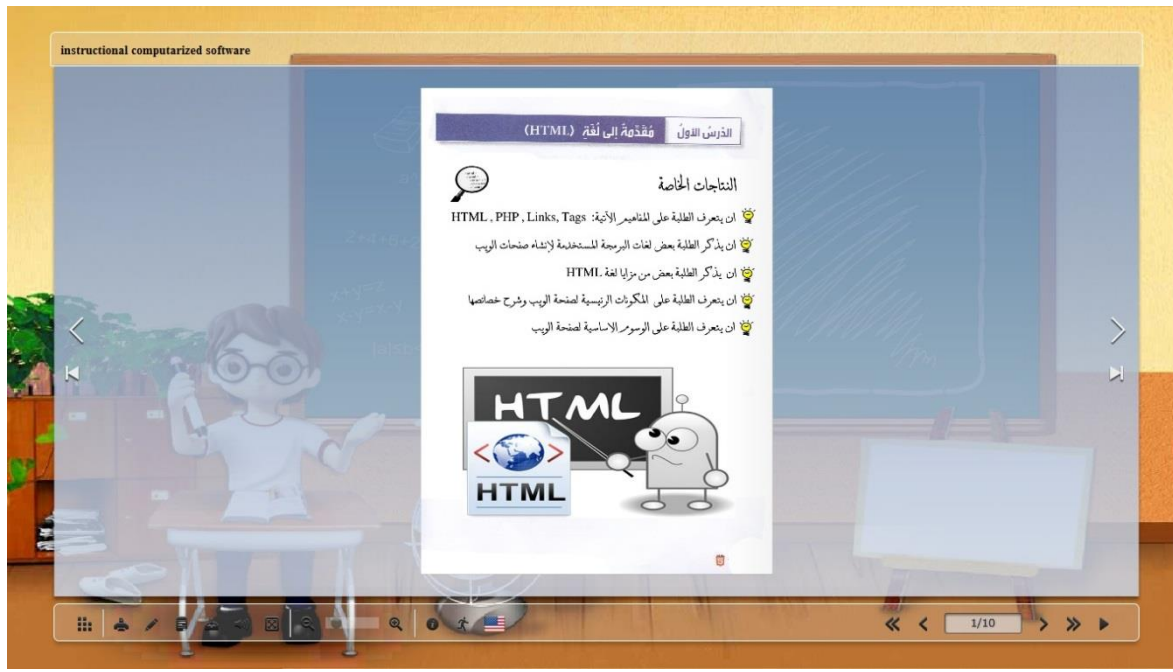 instructional computarized software
الدّرسُ الأولُ مُقَدّمةٌ إلى لُغَةِ (HTML)
النتاجات الخاصة
ان يتعرف الطلبة على المفاهيم الآتية: HTML , PHP , Links, Tags
ان يذكر الطلبة بعض لغات البرمجة المستخدمة لإنشاء صفحات الويب
ان يذكر الطلبة بعض من مزايا لغة HTML
ان يتعرف الطلبة على المكونات الرئيسية لصفحة الويب وشرح خصائصها
ان يتعرف الطلبة على الوسوم الاساسية لصفحة الويب
HTML
HTML
1/10